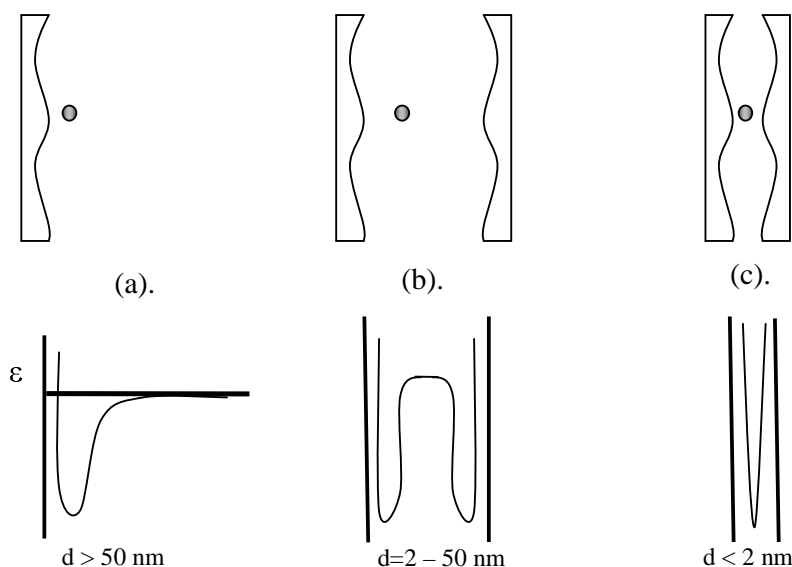 (a).
(b).
(c).
ε
d > 50 nm
d=2 – 50 nm
d < 2 nm